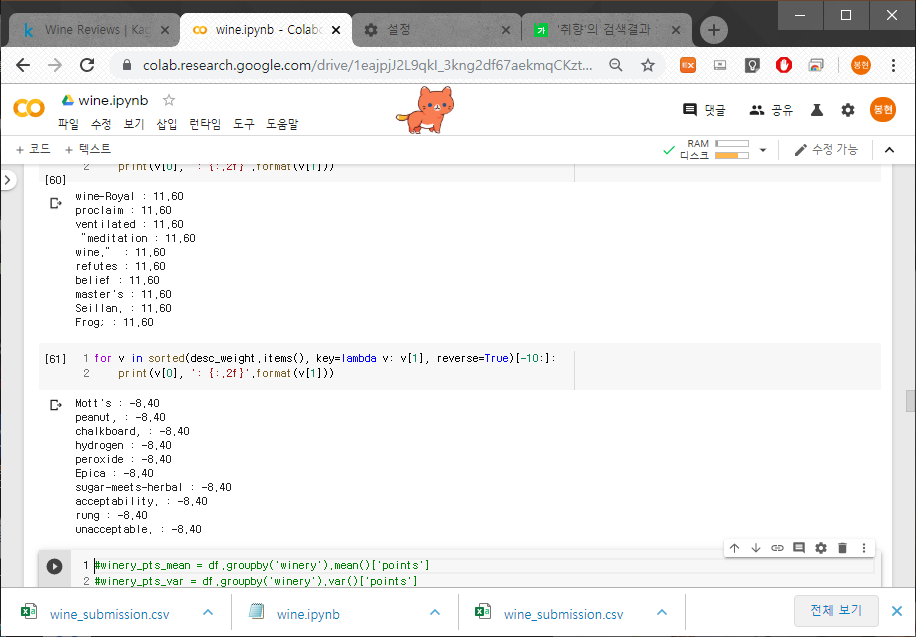 Wine Reviews | Kag
wine.ipynb - Colabo
설정
'취향'의 검색결과 :
colab.research.google.com/drive/1eajpjJ2L9qkI_3kng2df67aekmqCKzt...
봉현
wine.ipynb
파일 수정 보기 삽입 런타임 도구 도움말
댓글 공유 봉현
+ 코드 + 텍스트
RAM
디스크
수정 가능
2 print(v[0], ': {:.2f}'.format(v[1]))
[60]
wine-Royal : 11.60
proclaim : 11.60
ventilated : 11.60
"meditation : 11.60
wine," : 11.60
refutes : 11.60
belief : 11.60
master's : 11.60
Seillan, : 11.60
Frog; : 11.60
[61] 1 for v in sorted(desc_weight.items(), key=lambda v: v[1], reverse=True)[-10:]:
2 print(v[0], ': {:.2f}'.format(v[1]))
Mott's : -8.40
peanut, : -8.40
chalkboard, : -8.40
hydrogen : -8.40
peroxide : -8.40
Epica : -8.40
sugar-meets-herbal : -8.40
acceptability. : -8.40
rung : -8.40
unacceptable. : -8.40
1 #winery_pts_mean = df.groupby('winery').mean()['points']
2 #winery_pts_var = df.groupby('winery').var()['points']
wine_submission.csv
wine.ipynb
wine_submission.csv
전체 보기